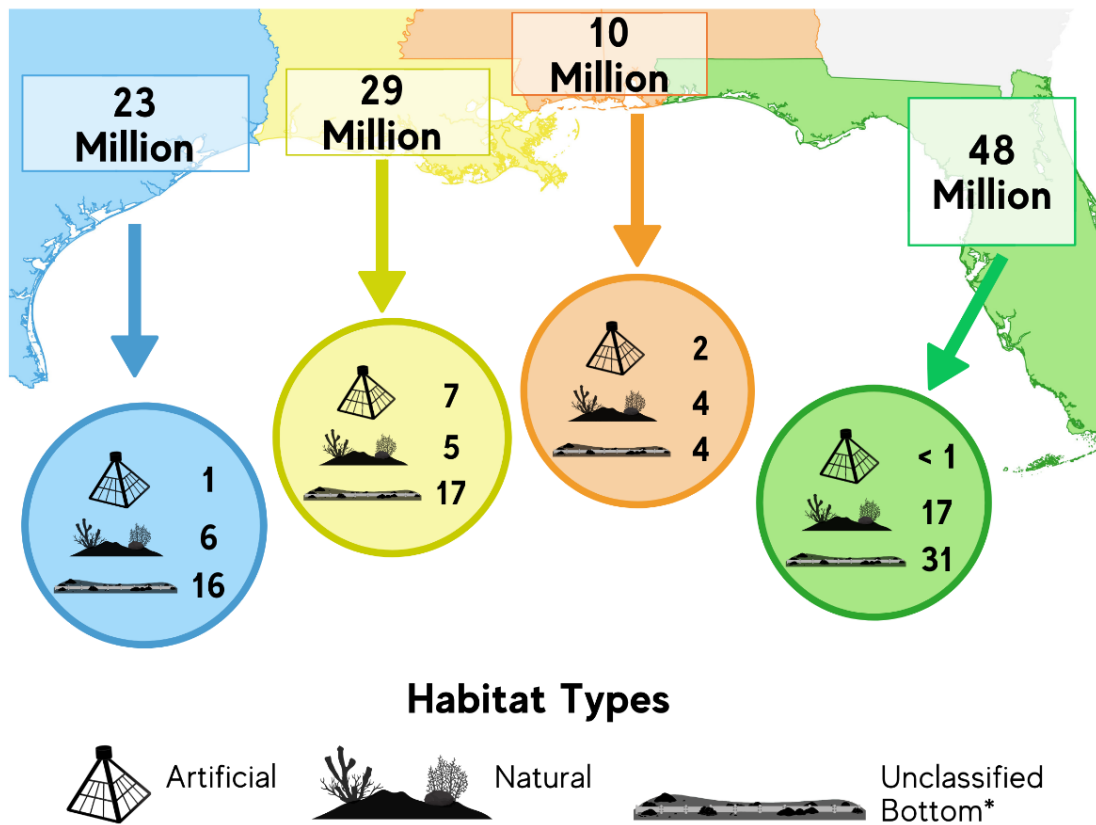 10
Million
23
Million
29
Million
48
Million
2
4
4
7
5
17
< 1
17
31
1
6
16
Habitat Types
Artificial
Natural
Unclassified
Bottom*